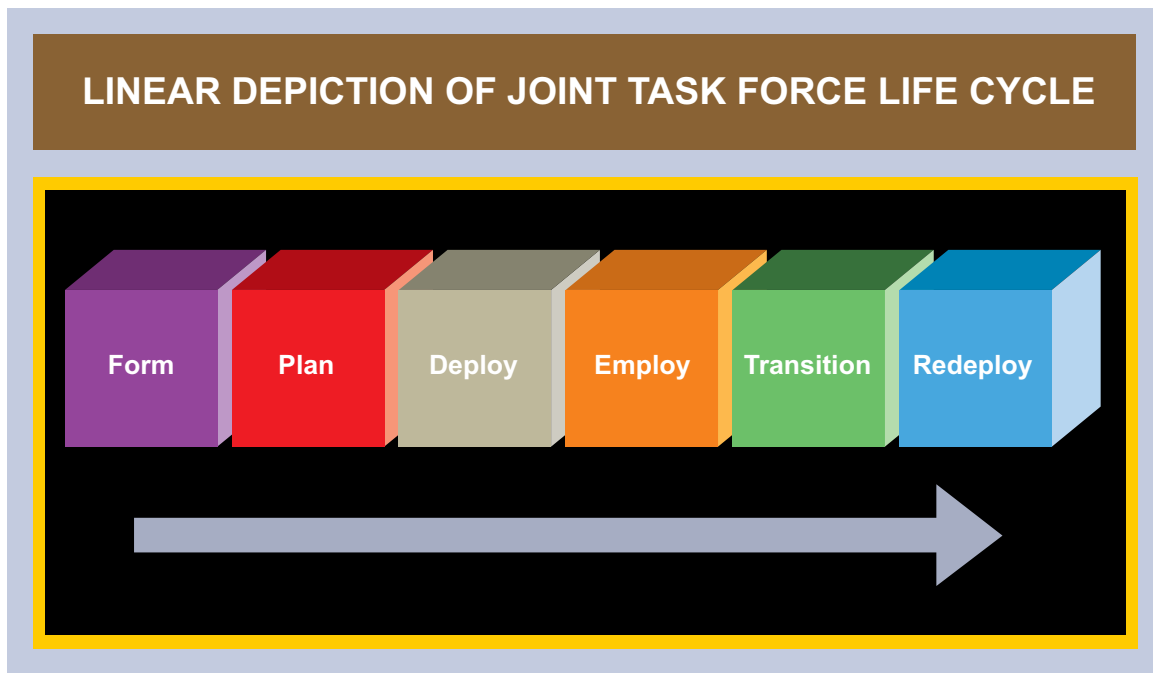 LINEAR DEPICTION OF JOINT TASK FORCE LIFE CYCLE
Form
Plan
Deploy
Employ
Transition
Redeploy